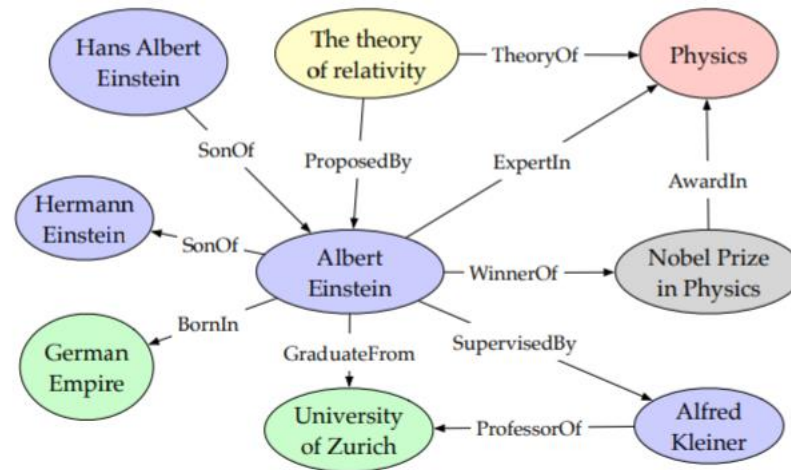 Hans Albert
Einstein
The theory
of relativity
TheoryOf
Physics
SonOf
ProposedBy
ExpertIn
AwardIn
Hermann
Einstein
SonOf
Albert
Einstein
WinnerOf
Nobel Prize
in Physics
BornIn
German
Empire
GraduateFrom
SupervisedBy
University
of Zurich
ProfessorOf
Alfred
Kleiner